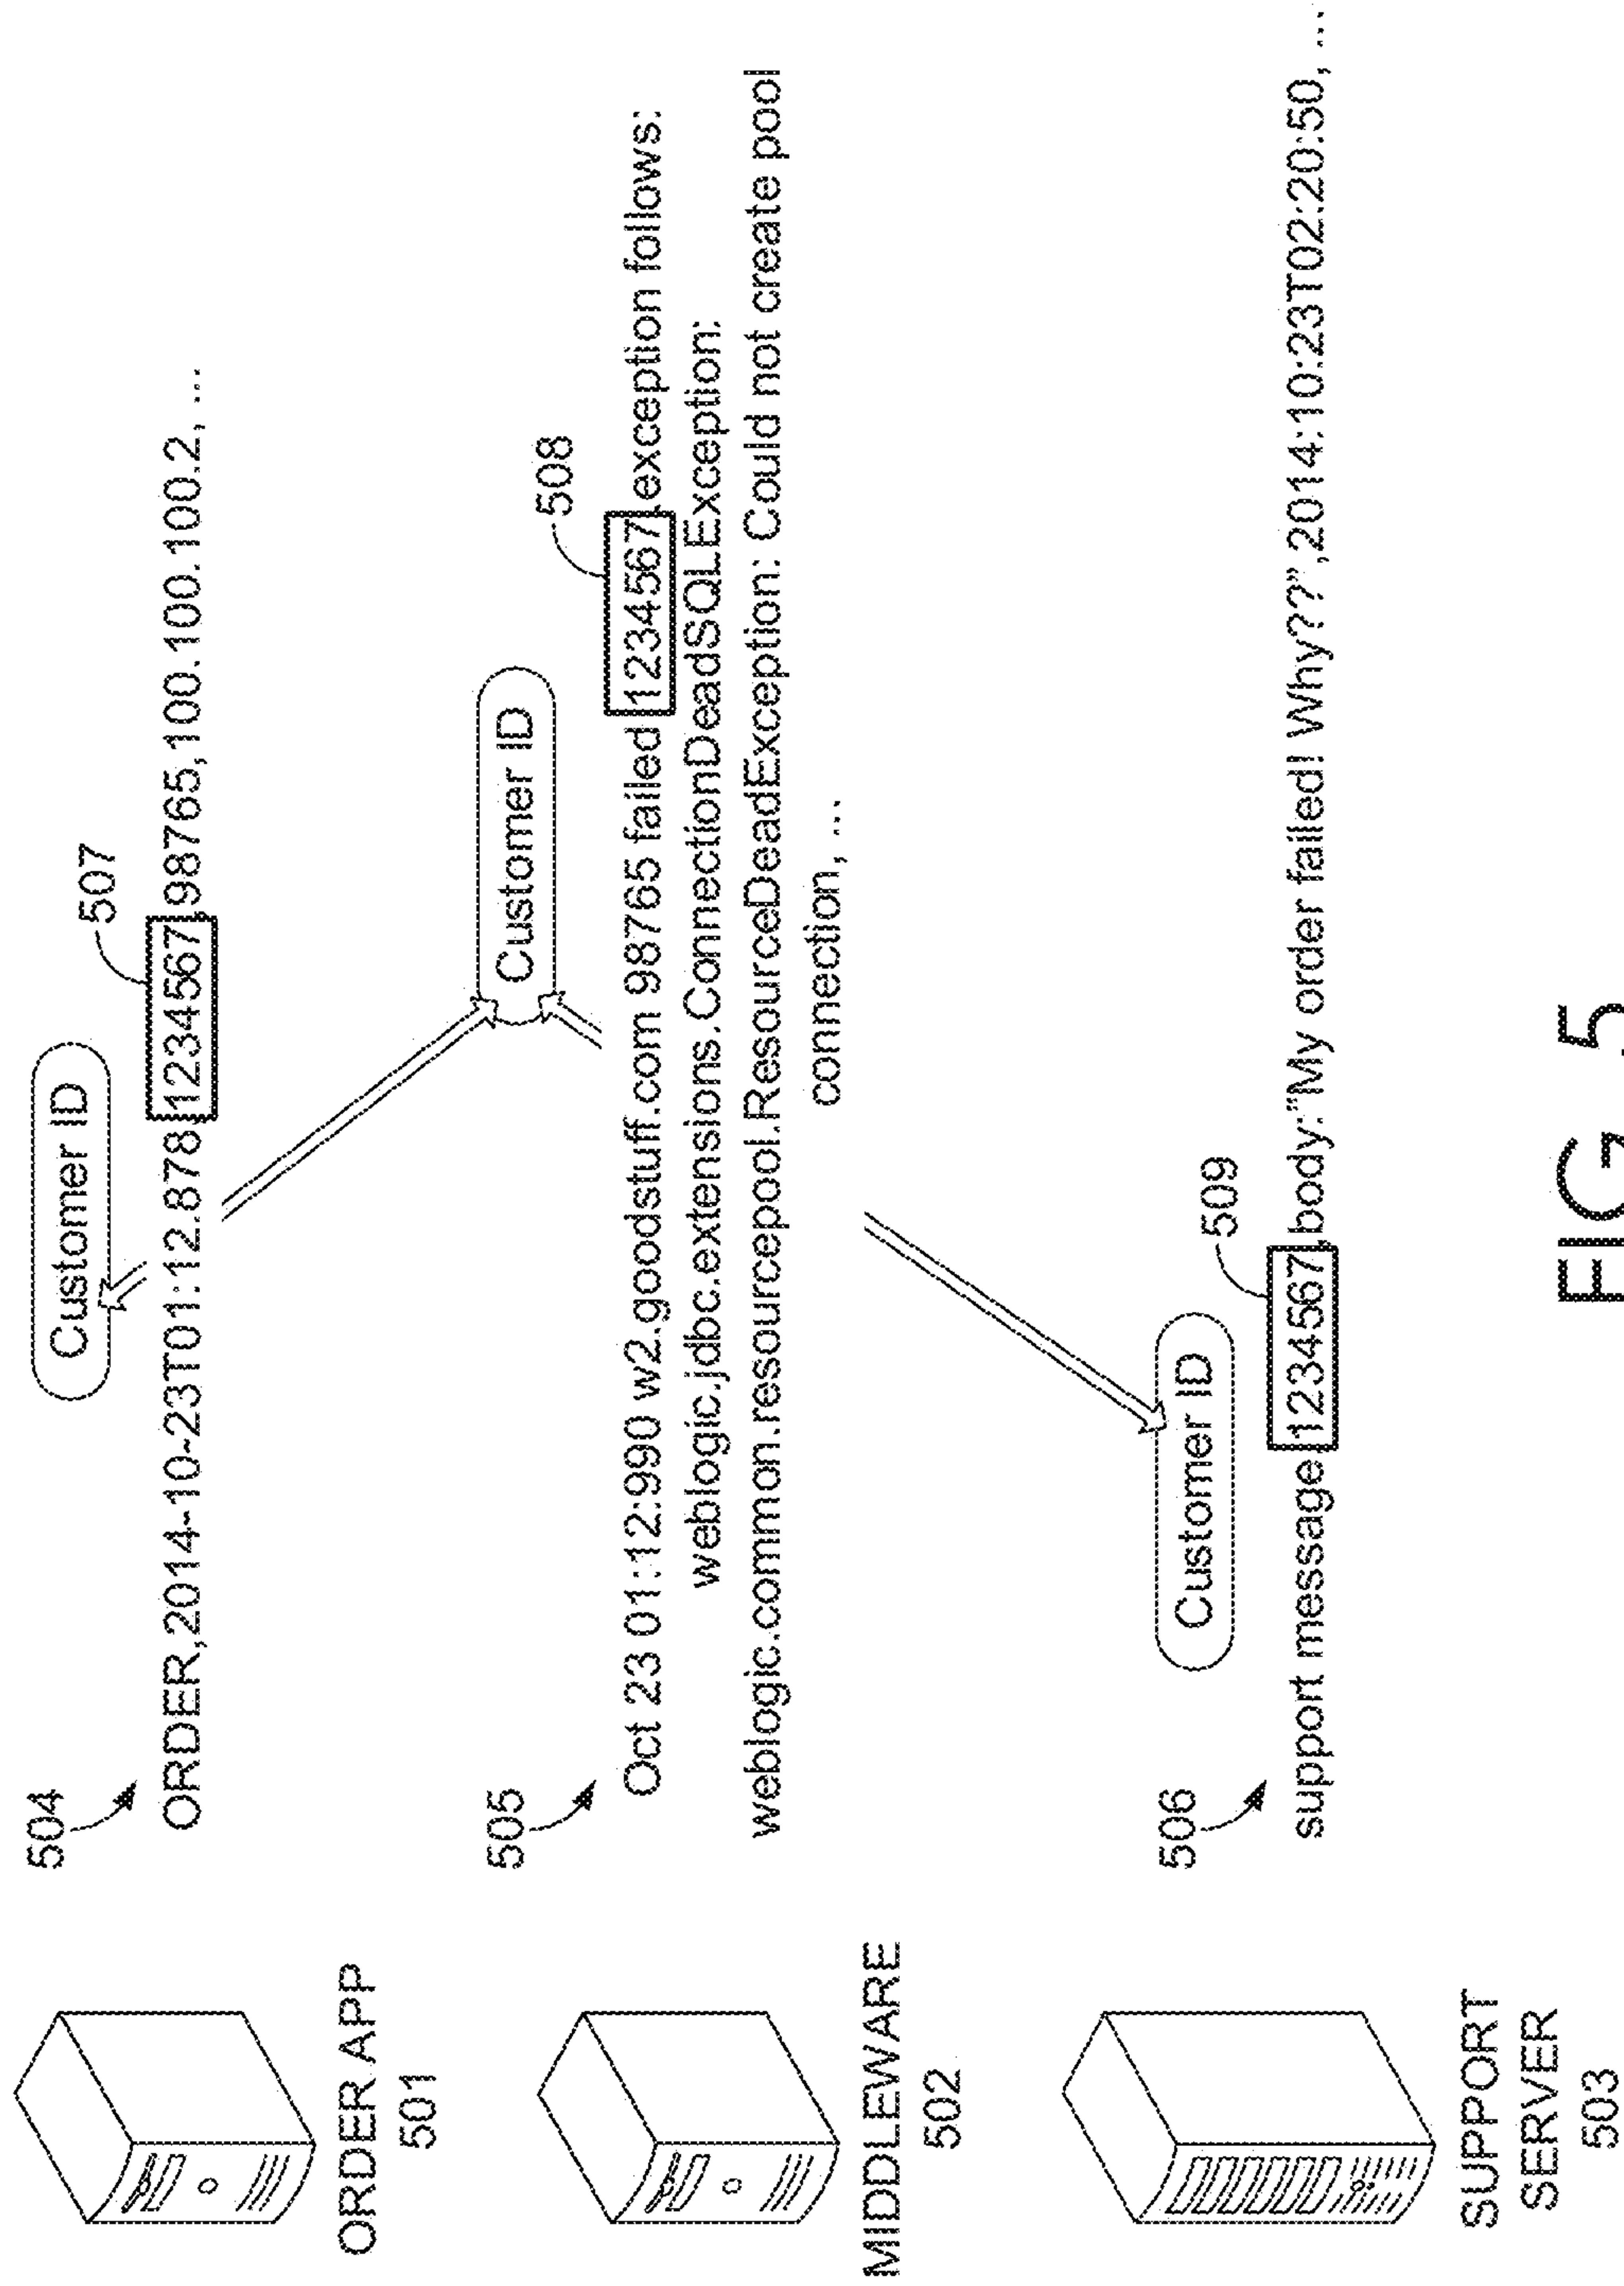 504
Customer ID
507
ORDER,2014-10-23T01:12.878,1234567,98765,100.100.100.2, ...
ORDER APP
501
505
Customer ID
508
Oct 23 01:12:990 w2.goodstuff.com 98765 failed 1234567,exception follows:
weblogic.jdbc.extensions.ConnectionDeadSQLException:
weblogic.common.resourcepool.ResourceDeadException: Could not create pool
connection, ...
MIDDLEWARE
502
506
Customer ID
509
support message,1234567,body:"My order failed! Why??",2014:10:23T02:20:50, ...
SUPPORT
SERVER
503
FIG. 5